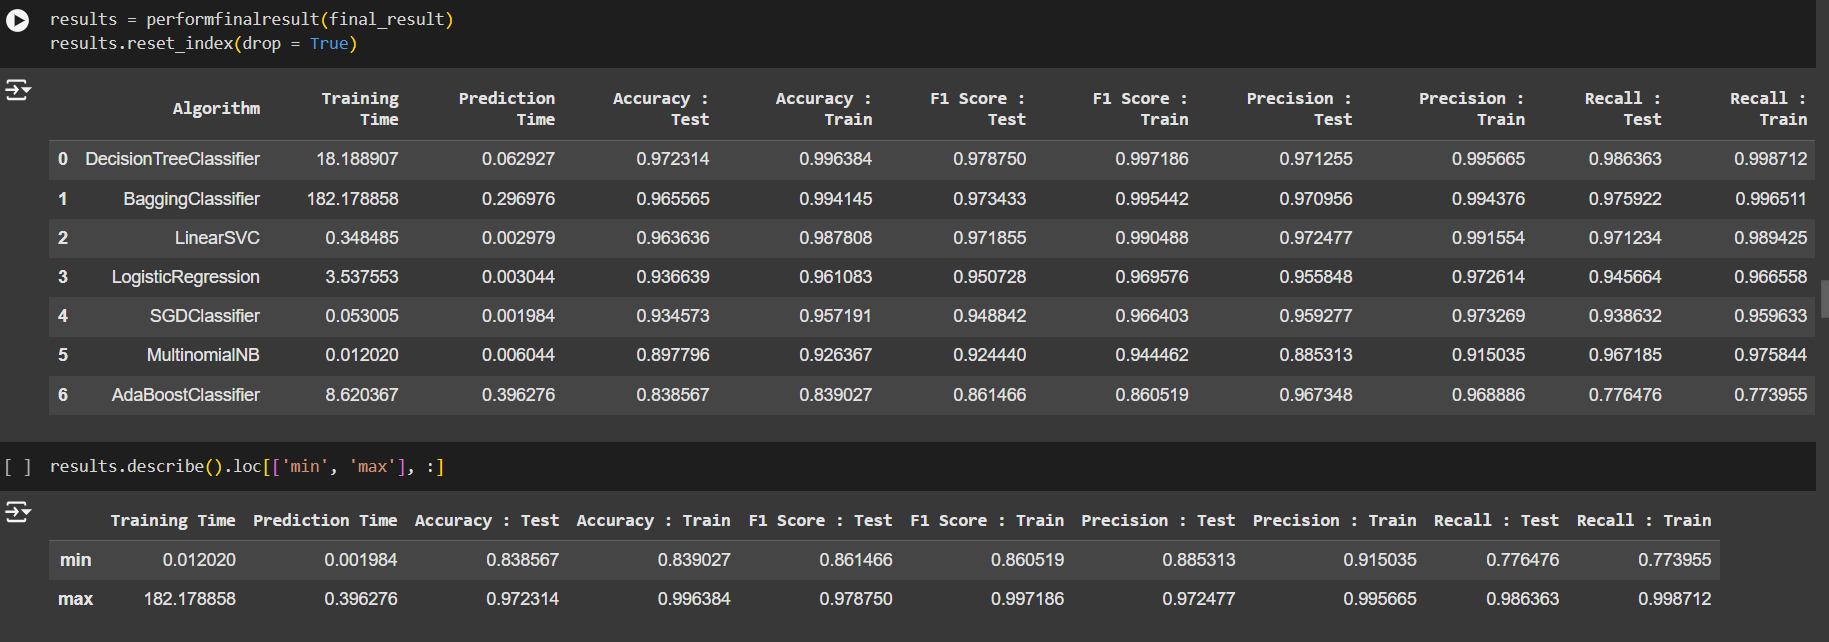 results = performfinalresult(final_result)
results.reset_index(drop = True)
Algorithm Training Time Prediction Time Accuracy : Test Accuracy : Train F1 Score : Test F1 Score : Train Precision : Test Precision : Train Recall : Test Recall : Train
0 DecisionTreeClassifier 18.188907 0.062927 0.972314 0.996384 0.978750 0.997186 0.971255 0.995665 0.986363 0.998712
1 BaggingClassifier 182.178858 0.296976 0.965565 0.994145 0.973433 0.995442 0.970956 0.994376 0.975922 0.996511
2 LinearSVC 0.348485 0.002979 0.963636 0.987808 0.971855 0.990488 0.972477 0.991554 0.971234 0.989425
3 LogisticRegression 3.537553 0.003044 0.936639 0.961083 0.950728 0.969576 0.955848 0.972614 0.945664 0.966558
4 SGDClassifier 0.053005 0.001984 0.934573 0.957191 0.948842 0.966403 0.959277 0.973269 0.938632 0.959633
5 MultinomialNB 0.012020 0.006044 0.897796 0.926367 0.924440 0.944462 0.885313 0.915035 0.967185 0.975844
6 AdaBoostClassifier 8.620367 0.396276 0.838567 0.839027 0.861466 0.860519 0.967348 0.968886 0.776476 0.773955
[ ] results.describe().loc[['min', 'max'], :]
Training Time Prediction Time Accuracy : Test Accuracy : Train F1 Score : Test F1 Score : Train Precision : Test Precision : Train Recall : Test Recall : Train
min 0.012020 0.001984 0.838567 0.839027 0.861466 0.860519 0.885313 0.915035 0.776476 0.773955
max 182.178858 0.396276 0.972314 0.996384 0.978750 0.997186 0.972477 0.995665 0.986363 0.998712